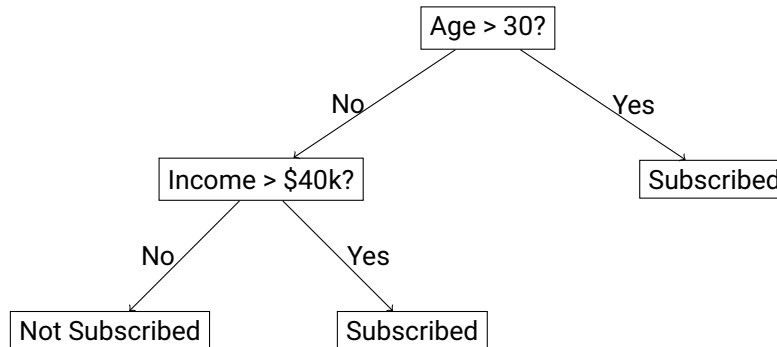 Age > 30?
No
Yes
Income > $40k?
Subscribed
No
Yes
Not Subscribed
Subscribed